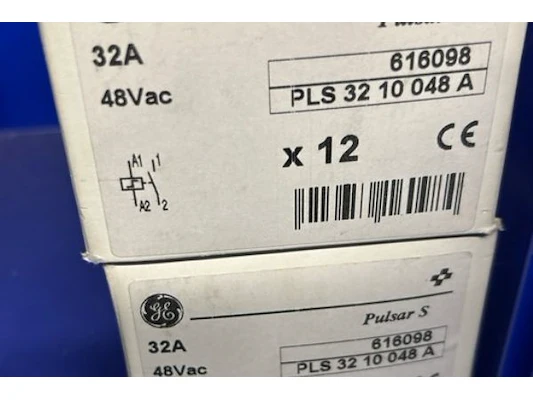 Pulsar
32A
616098
48Vac
PLS 32 10 048 A
x 12
CE
A1 1
A2 2
GE
Pulsar S
32A
616098
48Vac
PLS 32 10 048 A